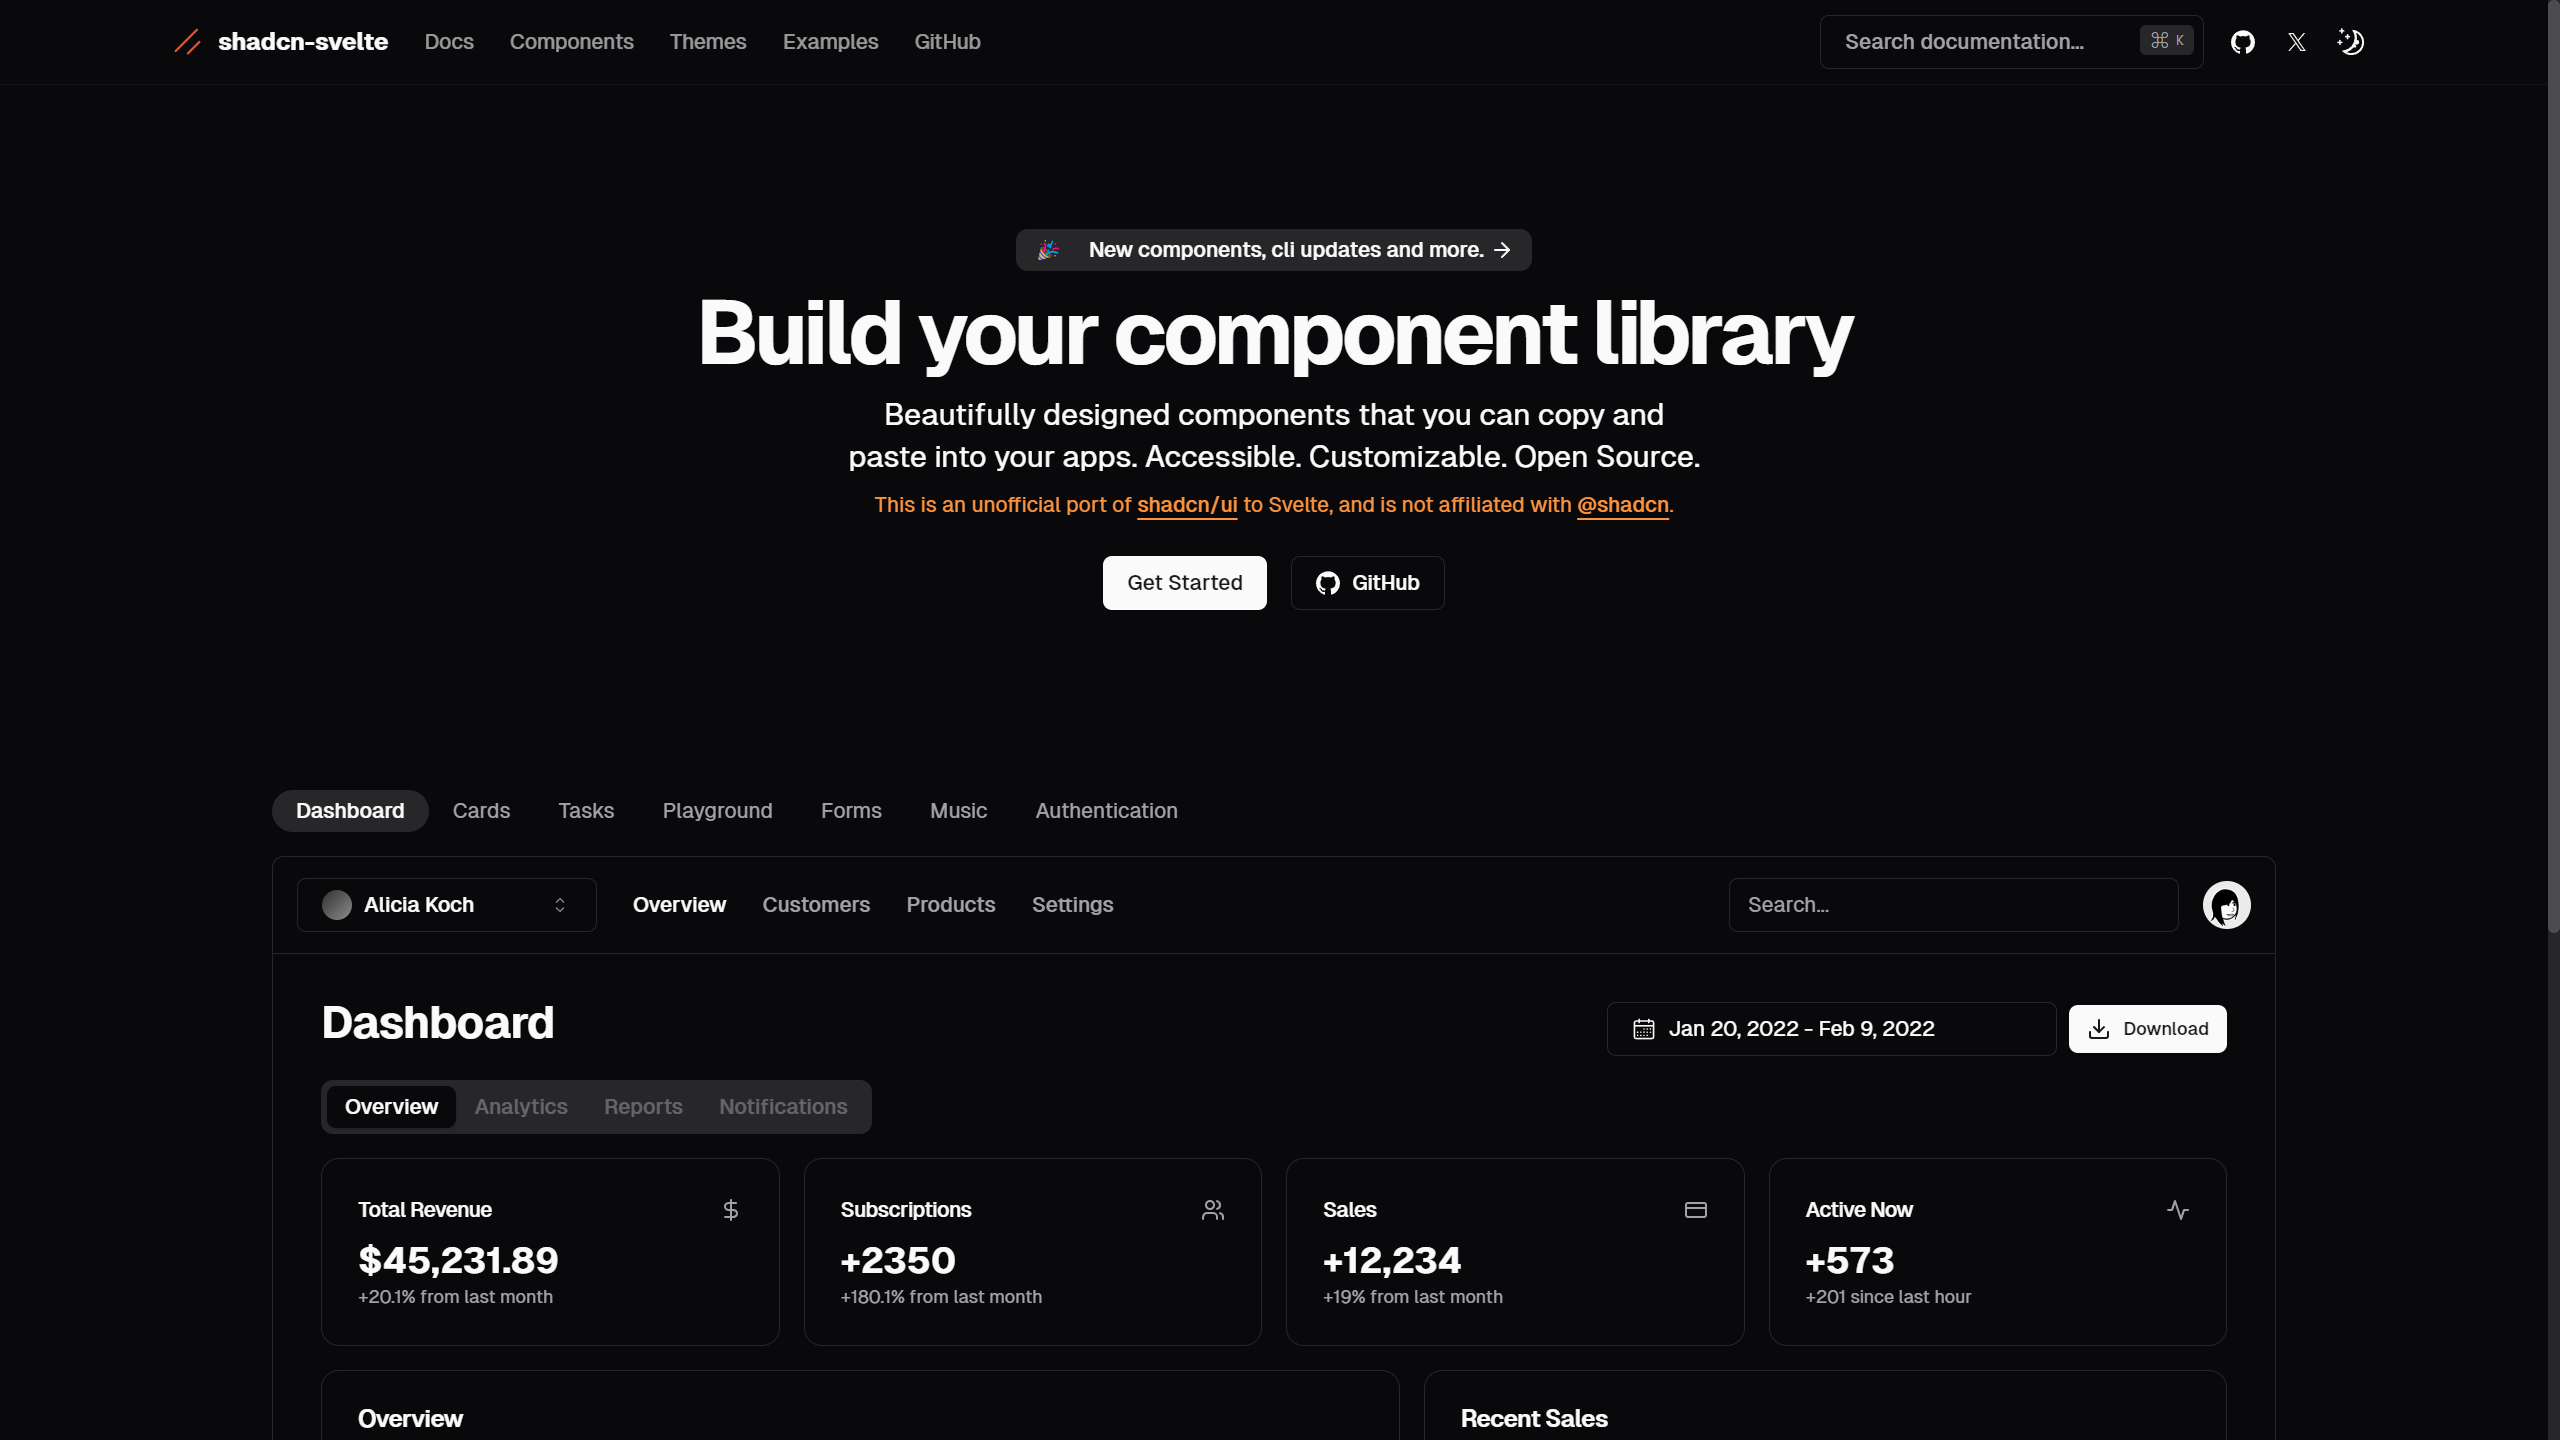 shadcn-svelte Docs Components Themes Examples GitHub Search documentation... ⌘ K
🎉 New components, cli updates and more. →
Build your component library
Beautifully designed components that you can copy and
paste into your apps. Accessible. Customizable. Open Source.
This is an unofficial port of shadcn/ui to Svelte, and is not affiliated with @shadcn.
Get Started GitHub
Dashboard Cards Tasks Playground Forms Music Authentication
Alicia Koch Overview Customers Products Settings Search...
Dashboard Jan 20, 2022 - Feb 9, 2022 Download
Overview Analytics Reports Notifications
Total Revenue $ Subscriptions Sales Active Now
$45,231.89 +2350 +12,234 +573
+20.1% from last month +180.1% from last month +19% from last month +201 since last hour
Overview Recent Sales